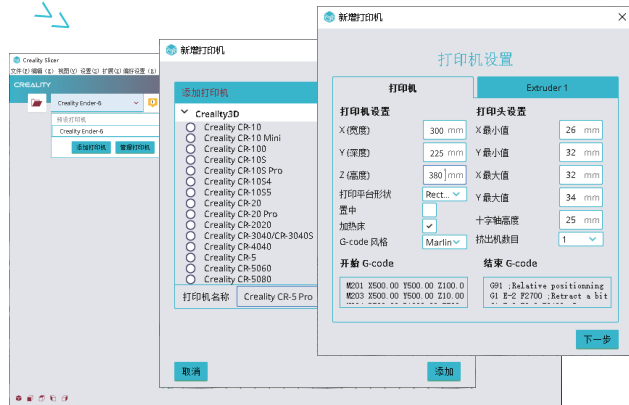 Creality Slicer
文件(F) 编辑(E) 视图(V) 设置(S) 扩展(X) 偏好设置(R)
CREALITY
Creality Ender-6
预设打印机
Creality Ender-6
添加打印机 管理打印机
新增打印机
添加打印机
Creality3D
Creality CR-10
Creality CR-10 Mini
Creality CR-100
Creality CR-10S
Creality CR-10S Pro
Creality CR-10S4
Creality CR-10S5
Creality CR-20
Creality CR-20 Pro
Creality CR-2020
Creality CR-3040/CR-3040S
Creality CR-4040
Creality CR-5
Creality CR-5060
Creality CR-5080
打印机名称 Creality CR-5 Pro
取消 添加
新增打印机
打印机设置
打印机 Extruder 1
打印机设置 打印头设置
X (宽度) 300 mm X 最小值 26 mm
Y (深度) 225 mm Y 最小值 32 mm
Z (高度) 380 mm X 最大值 32 mm
打印平台形状 Rect... Y 最大值 34 mm
置中 十字轴高度 25 mm
加热床
G-code 风格 Marlin 挤出机数目 1
开始 G-code 结束 G-code
M201 X500.00 Y500.00 Z100.0 G91 ;Relative positionning
M203 X500.00 Y500.00 Z10.00 G1 E-2 F2700 ;Retract a bit
下一步